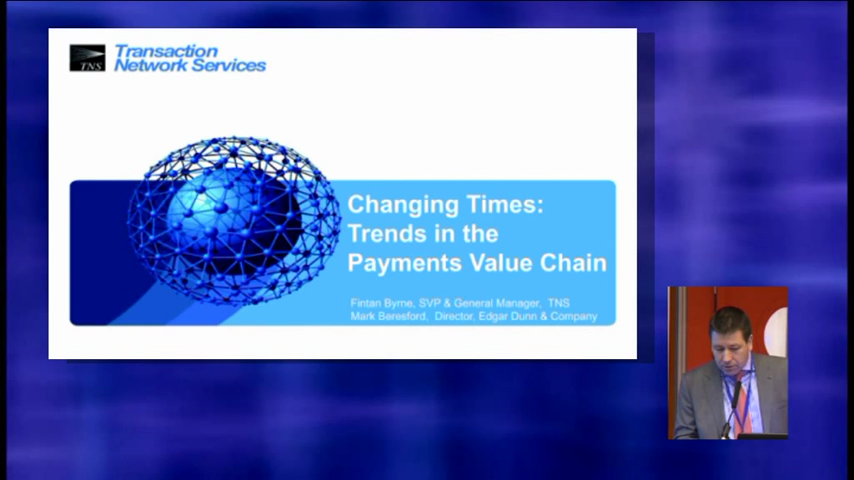 TNS
Transaction
Network Services
Changing Times:
Trends in the
Payments Value Chain
Fintan Byrne, SVP & General Manager, TNS
Mark Beresford, Director, Edgar Dunn & Company